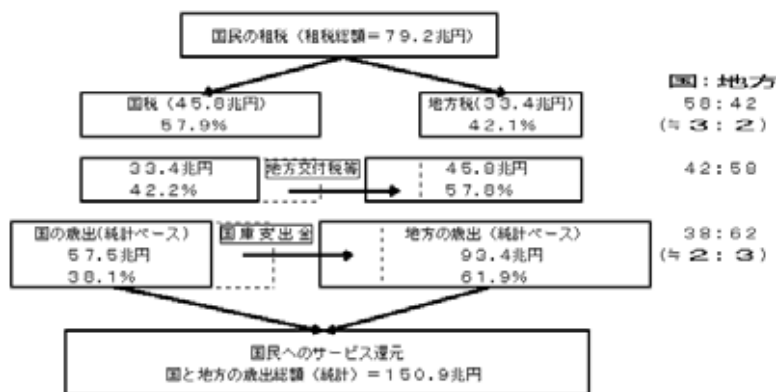 国民の租税（租税総額＝79.2兆円）
国：地方
国税（45.8兆円）
57.9%
地方税(33.4兆円)
42.1%
58:42
(≒3：2)
33.4兆円
42.2%
地方交付税等
45.8兆円
57.8%
42:58
国の歳出(純計ベース)
57.5兆円
38.1%
国庫支出金
地方の歳出（純計ベース）
93.4兆円
61.9%
38:62
(≒2：3)
国民へのサービス還元
国と地方の歳出総額（純計）＝150.9兆円